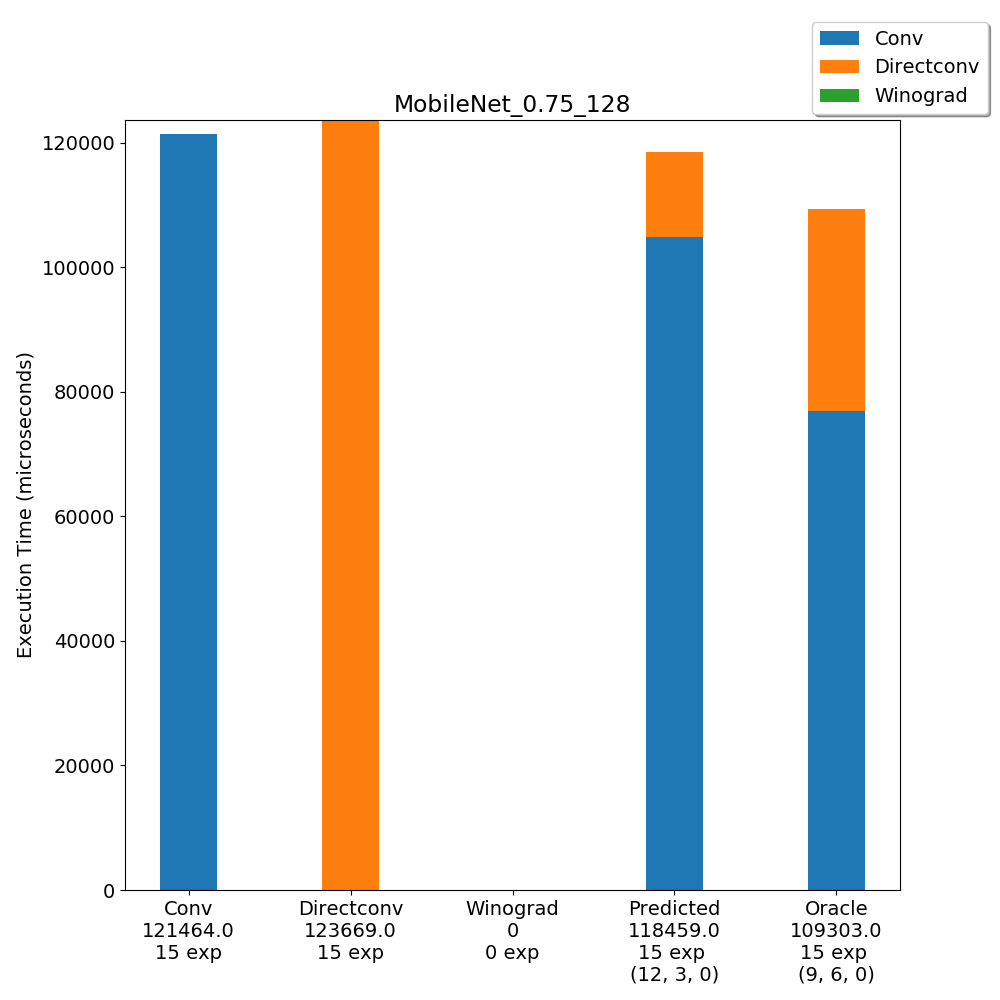 Conv
Directconv
Winograd
MobileNet_0.75_128
Execution Time (microseconds)
120000
100000
80000
60000
40000
20000
0
Conv
121464.0
15 exp
Directconv
123669.0
15 exp
Winograd
0
0 exp
Predicted
118459.0
15 exp
(12, 3, 0)
Oracle
109303.0
15 exp
(9, 6, 0)